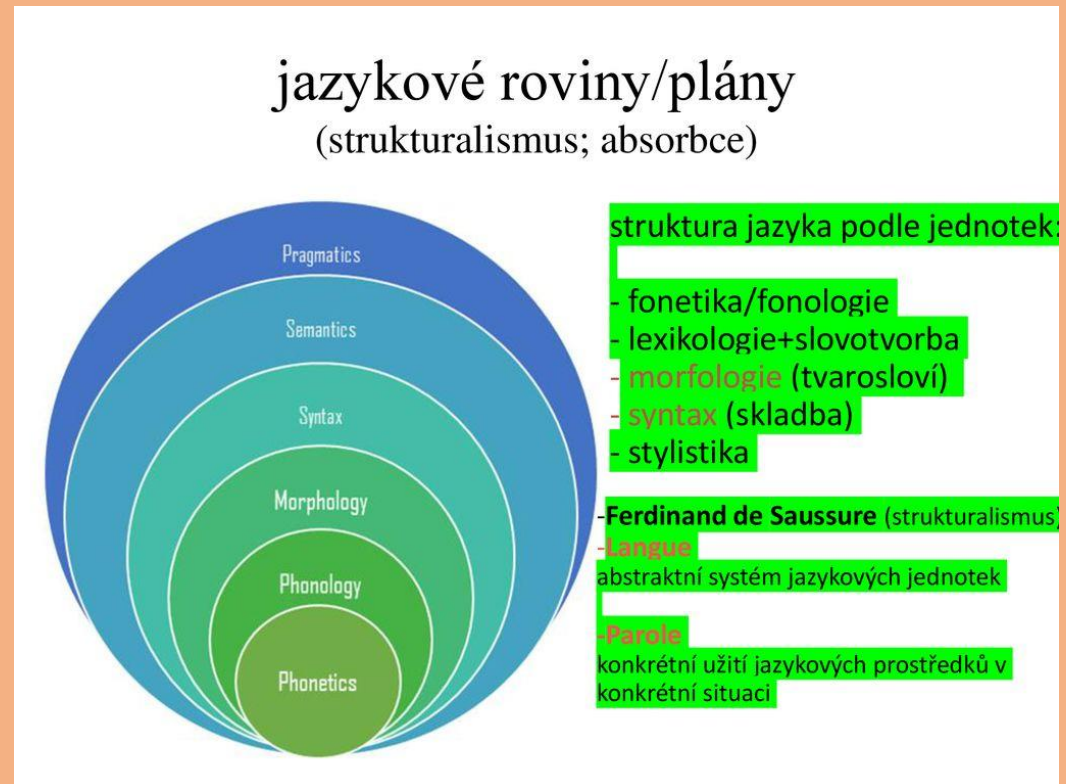 jazykové roviny/plány
(strukturalismus; absorbce)
Pragmatics
Semantics
Syntax
Morphology
Phonology
Phonetics
struktura jazyka podle jednotek:
- fonetika/fonologie
- lexikologie+slovotvorba
- morfologie (tvarosloví)
- syntax (skladba)
- stylistika
-Ferdinand de Saussure (strukturalismus)
-Langue
abstraktní systém jazykových jednotek
-Parole
konkrétní užití jazykových prostředků v
konkrétní situaci